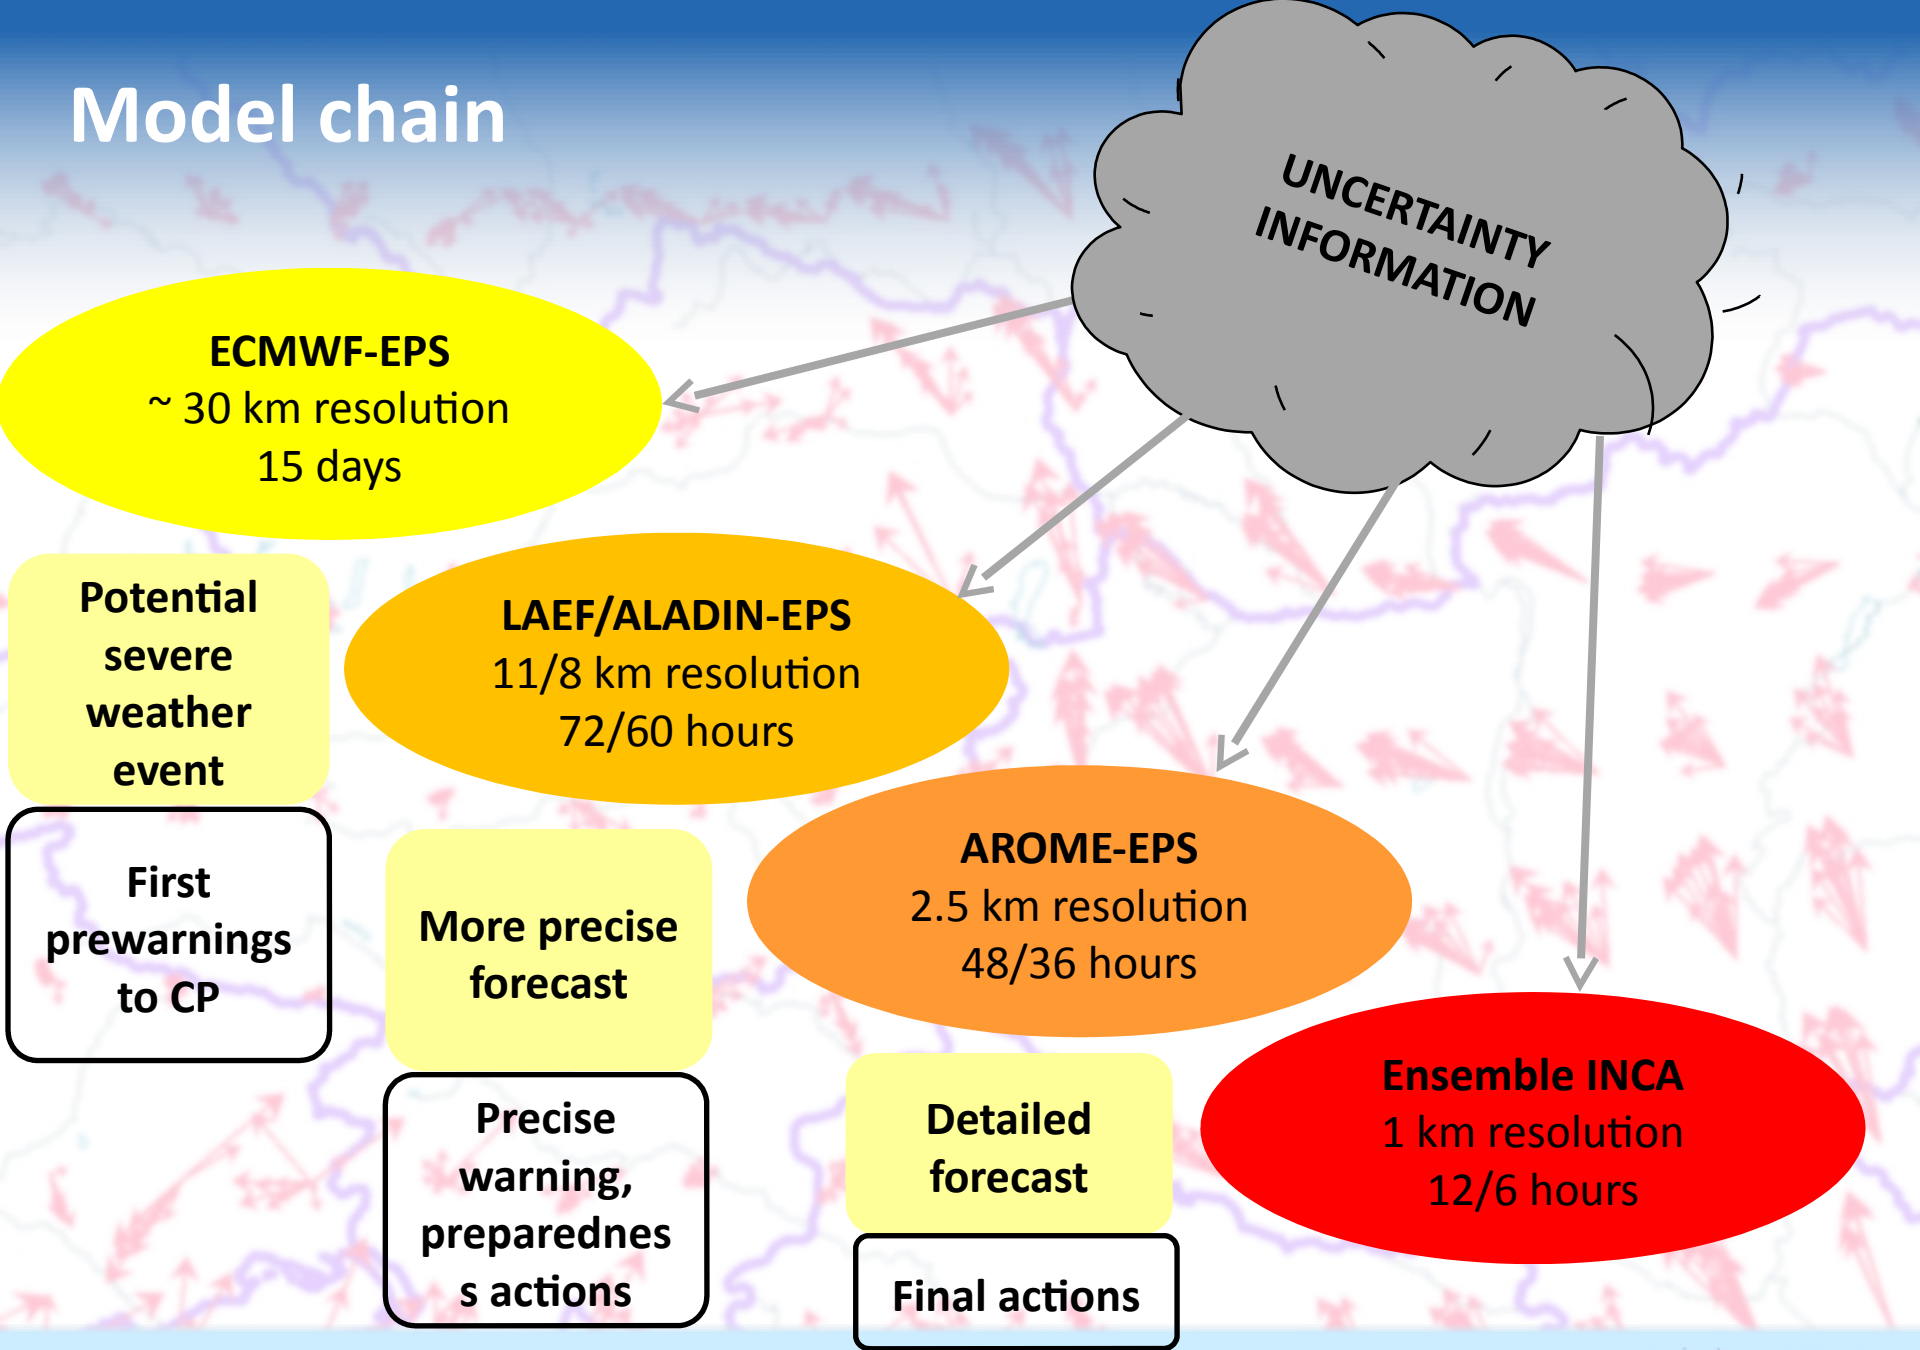 Model chain
UNCERTAINTY
INFORMATION
ECMWF-EPS
~ 30 km resolution
15 days
Potential
severe
weather
event
First
prewarnings
to CP
LAEF/ALADIN-EPS
11/8 km resolution
72/60 hours
More precise
forecast
Precise
warning,
preparednes
s actions
AROME-EPS
2.5 km resolution
48/36 hours
Detailed
forecast
Final actions
Ensemble INCA
1 km resolution
12/6 hours